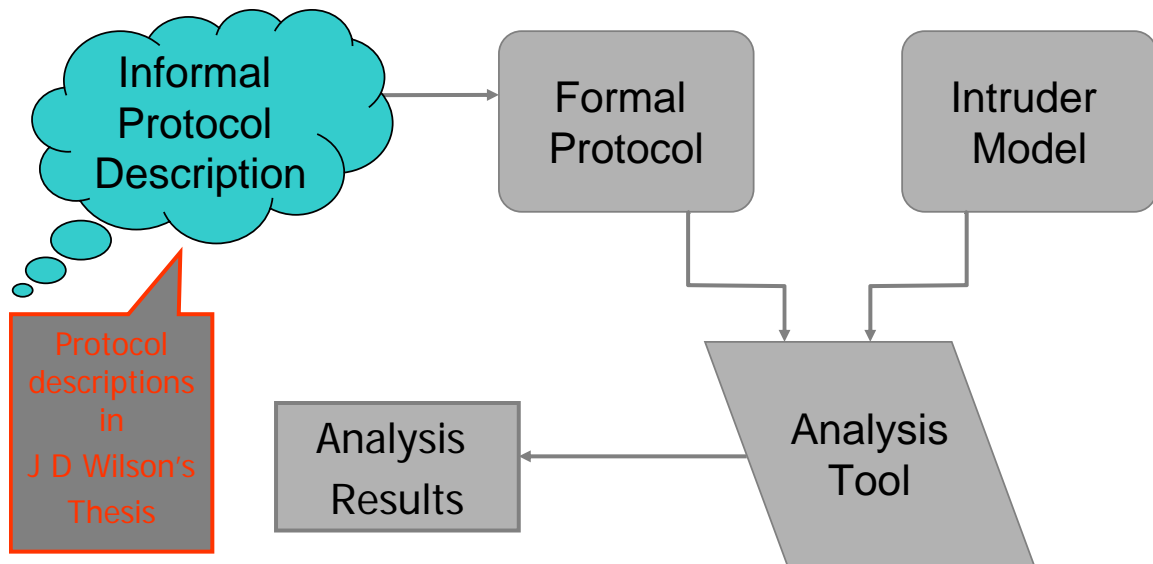 Informal
Protocol
Description
Formal
Protocol
Intruder
Model
Protocol
descriptions
in
J D Wilson's
Thesis
Analysis
Results
Analysis
Tool